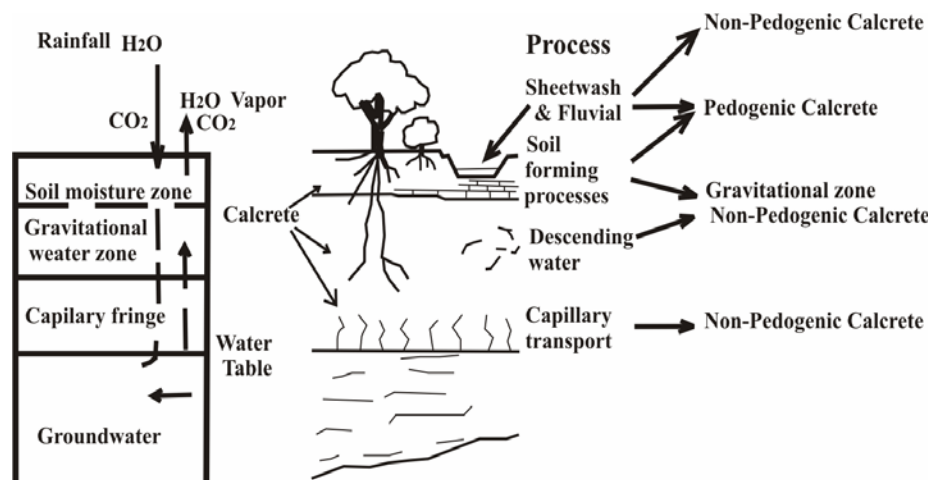 Rainfall H2O
CO2
H2O Vapor
CO2
Soil moisture zone
Gravitational
weater zone
Capilary fringe
Groundwater
Water
Table
Calcrete
Process
Sheetwash
& Fluvial
Soil
forming
processes
Descending
water
Capillary
transport
Non-Pedogenic Calcrete
Pedogenic Calcrete
Gravitational zone
Non-Pedogenic Calcrete
Non-Pedogenic Calcrete